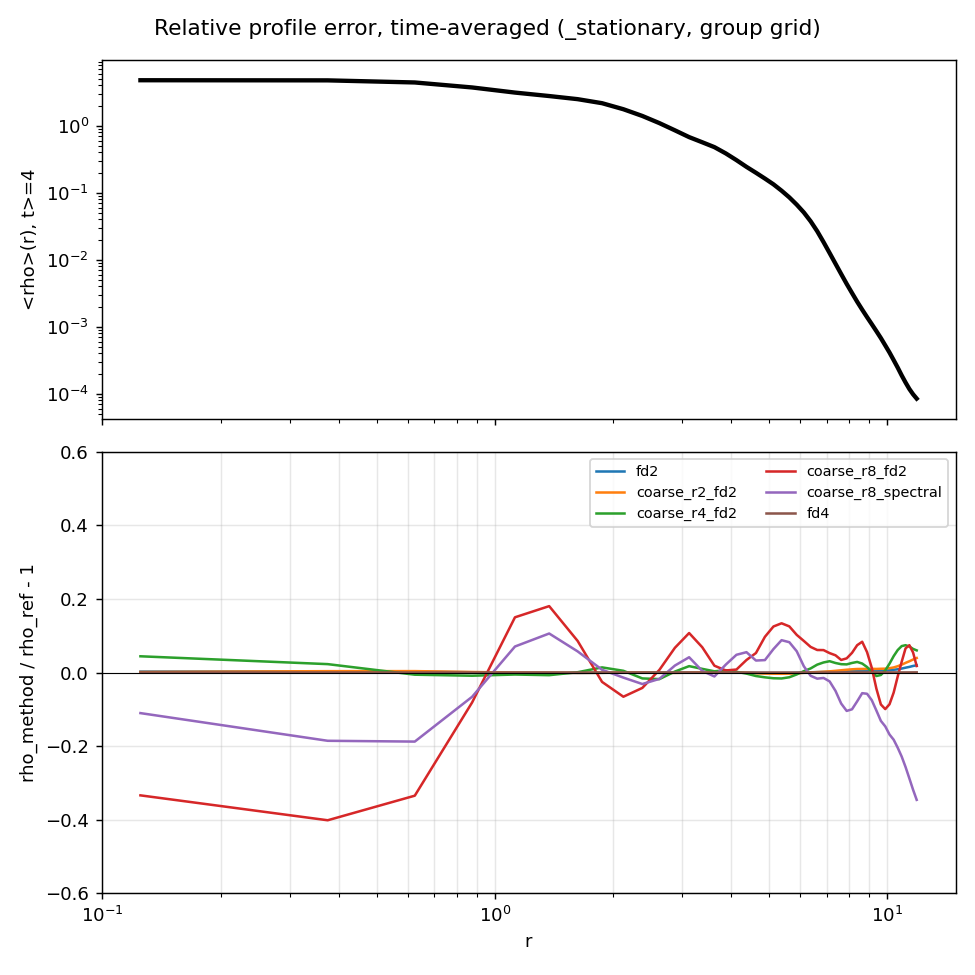 Relative profile error, time-averaged (_stationary, group grid)
<rho>(r), t>=4
10^0
10^-1
10^-2
10^-3
10^-4
rho_method / rho_ref - 1
0.6
0.4
0.2
0.0
−0.2
−0.4
−0.6
fd2
coarse_r2_fd2
coarse_r4_fd2
coarse_r8_fd2
coarse_r8_spectral
fd4
10^-1
10^0
10^1
r